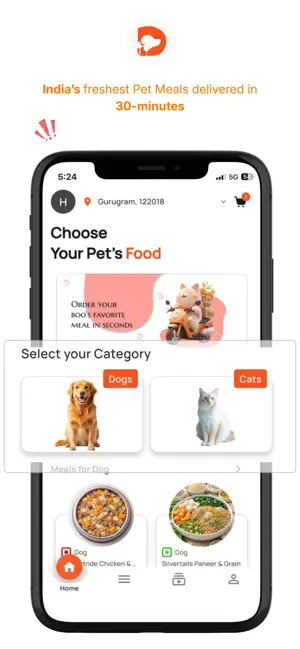 India's freshest Pet Meals delivered in
30-minutes
5:24
5G
H
Gurugram, 122018
Choose
Your Pet's Food
Order your
boo's favorite
meal in seconds
Select your Category
Dogs
Cats
Meals for Dog
Dog
Dog
Chicken & ..
Silvertails Paneer & Grain
Home